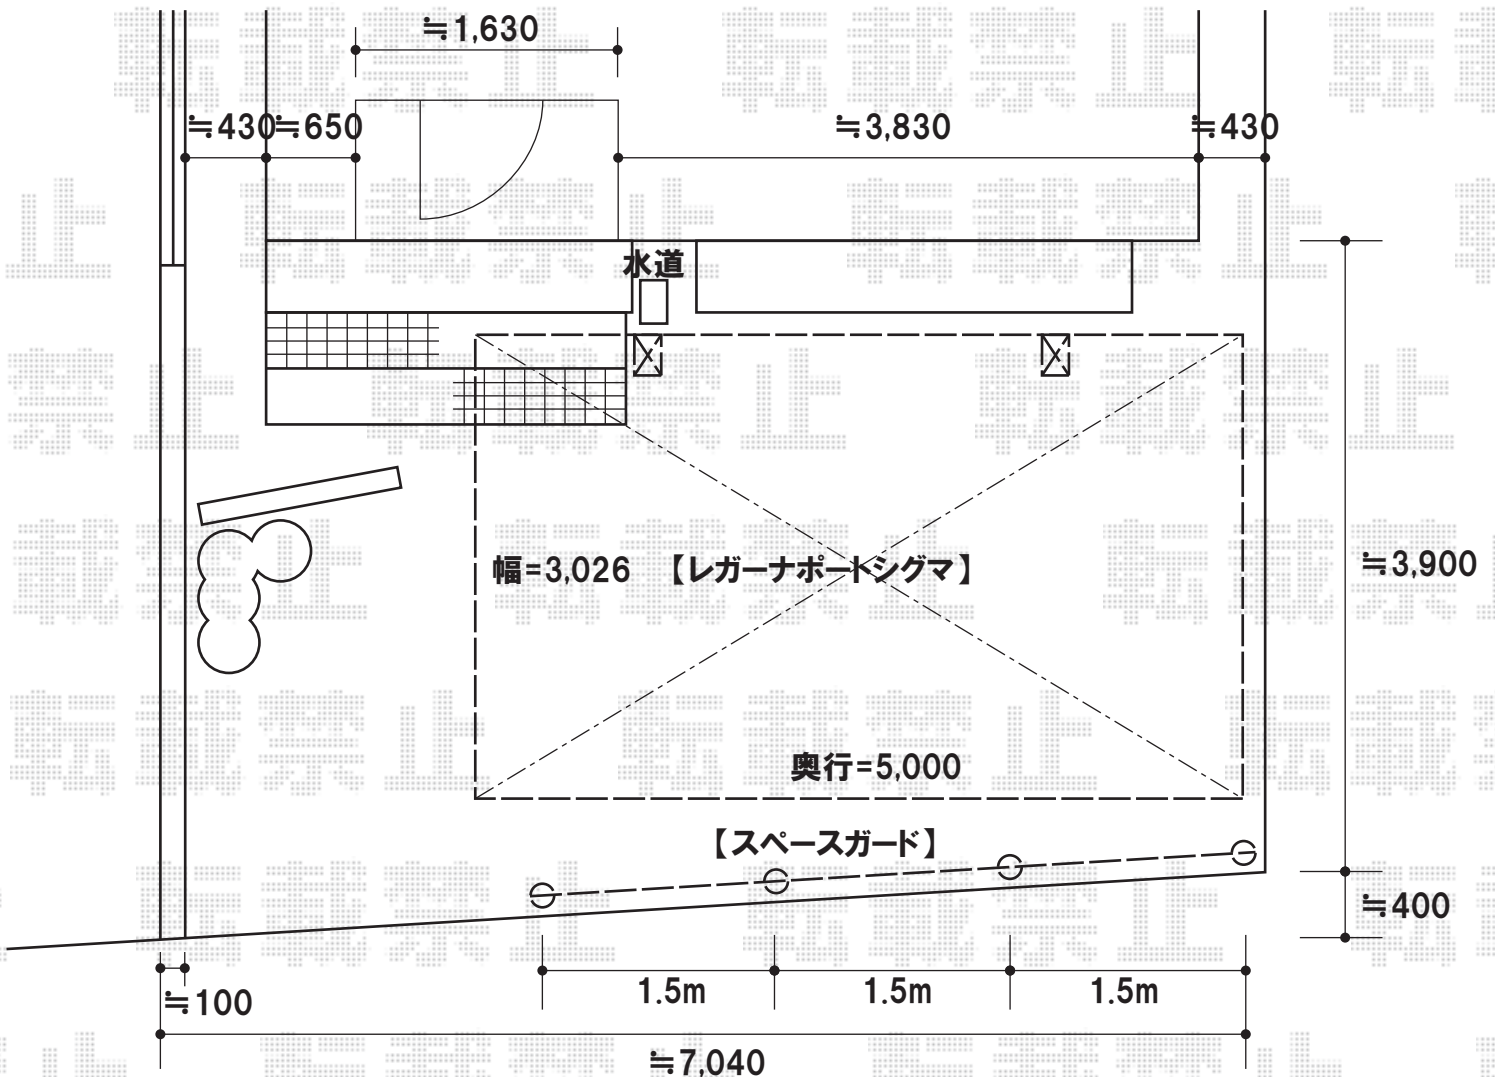 ≒1,630
≒430
≒650
≒3,830
≒430
水道
幅=3,026 【レガーナポートシグマ】
≒3,900
奥行=5,000
【スペースガード】
≒400
1.5m
1.5m
1.5m
≒100
≒7,040
転載禁止